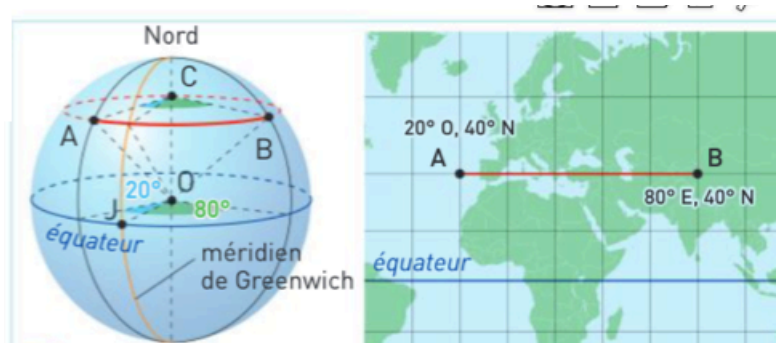 Nord
C
A
B
O
20°
80°
J
équateur
méridien
de Greenwich
20° O, 40° N
A
B
80° E, 40° N
équateur